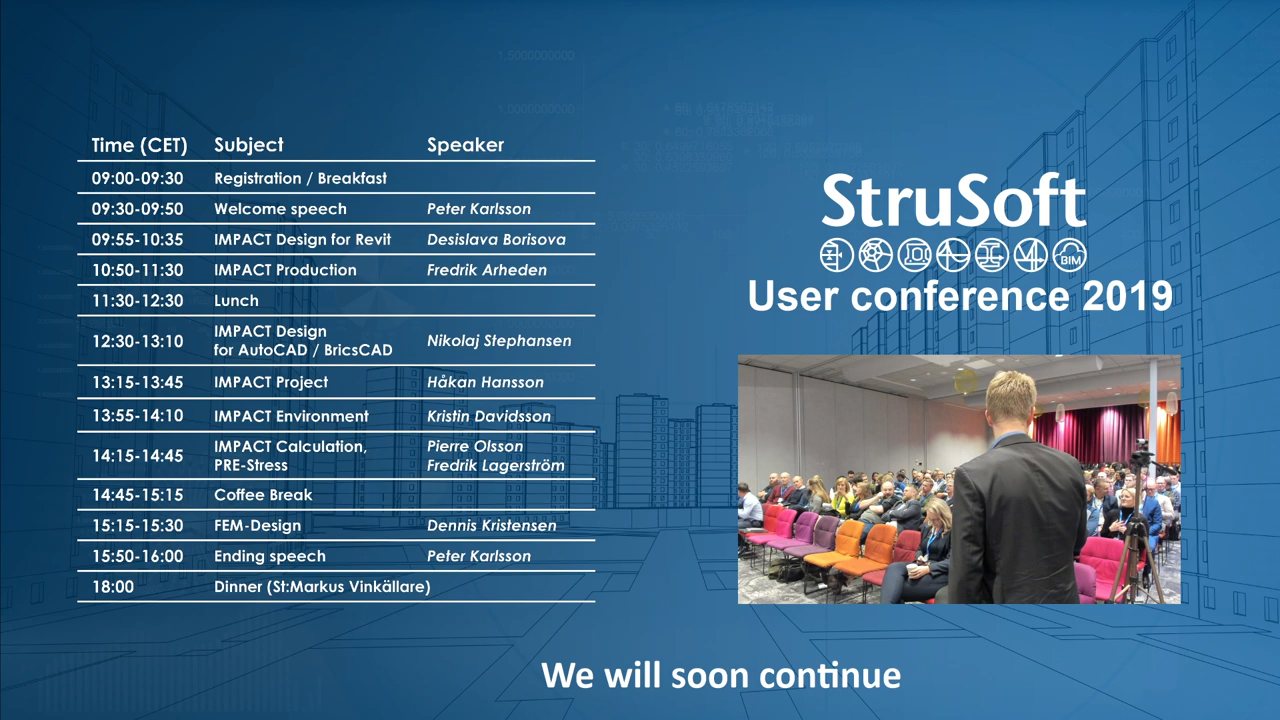 Time (CET) Subject Speaker
09:00-09:30 Registration / Breakfast
09:30-09:50 Welcome speech Peter Karlsson
09:55-10:35 IMPACT Design for Revit Desislava Borisova
10:50-11:30 IMPACT Production Fredrik Arheden
11:30-12:30 Lunch
12:30-13:10 IMPACT Design
for AutoCAD / BricsCAD Nikolaj Stephansen
13:15-13:45 IMPACT Project Håkan Hansson
13:55-14:10 IMPACT Environment Kristin Davidsson
14:15-14:45 IMPACT Calculation,
PRE-Stress Pierre Olsson
Fredrik Lagerström
14:45-15:15 Coffee Break
15:15-15:30 FEM-Design Dennis Kristensen
15:50-16:00 Ending speech Peter Karlsson
18:00 Dinner (St:Markus Vinkällare)
StruSoft
BIM
User conference 2019
We will soon continue
1,5000000000
1,0000000000